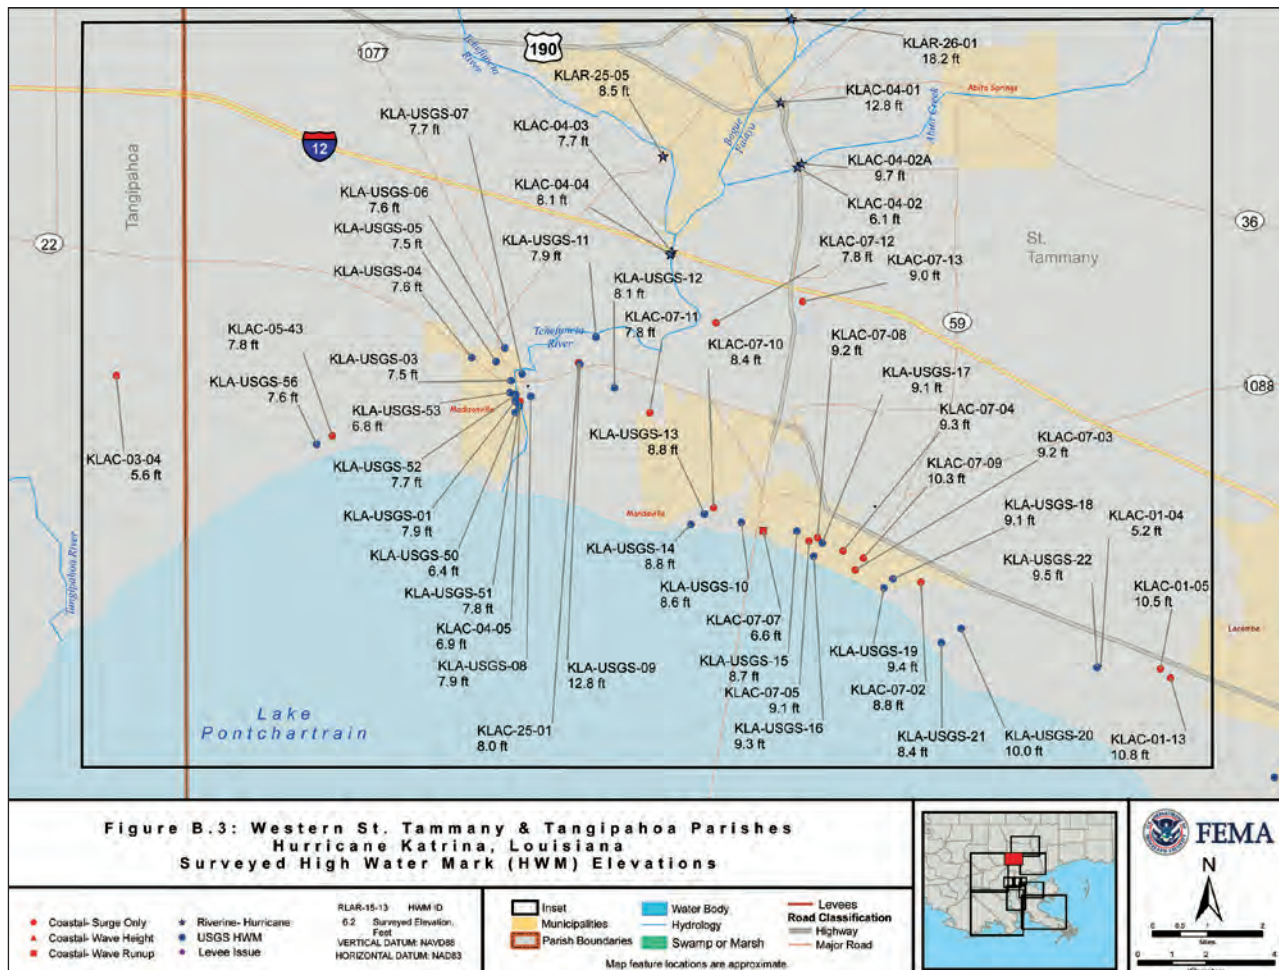 KLAR-26-01
18.2 ft
190
1077
Tchefuncta
River
KLAR-25-05
8.5 ft
KLAC-04-01
12.8 ft
Abita Springs
Bogue
Falaya
Abita Creek
KLA-USGS-07
7.7 ft
KLAC-04-03
7.7 ft
12
Tangipahoa
KLAC-04-02A
9.7 ft
KLAC-04-04
8.1 ft
KLA-USGS-06
7.6 ft
KLAC-04-02
6.1 ft
36
KLA-USGS-05
7.5 ft
KLA-USGS-11
7.9 ft
KLAC-07-12
7.8 ft
KLAC-07-13
9.0 ft
St.
Tammany
22
KLA-USGS-04
7.6 ft
KLA-USGS-12
8.1 ft
KLAC-07-11
7.8 ft
59
KLAC-05-43
7.8 ft
Tchefuncta
River
KLAC-07-10
8.4 ft
KLAC-07-08
9.2 ft
KLA-USGS-03
7.5 ft
KLA-USGS-17
9.1 ft
1088
KLA-USGS-56
7.6 ft
Madisonville
KLA-USGS-53
6.8 ft
KLAC-07-04
9.3 ft
KLAC-07-03
9.2 ft
KLA-USGS-13
8.8 ft
KLAC-03-04
5.6 ft
KLA-USGS-52
7.7 ft
KLAC-07-09
10.3 ft
KLA-USGS-18
9.1 ft
KLA-USGS-01
7.9 ft
Mandeville
KLAC-01-04
5.2 ft
Tangipahoa River
KLA-USGS-50
6.4 ft
KLA-USGS-14
8.8 ft
KLA-USGS-22
9.5 ft
KLA-USGS-10
8.6 ft
KLAC-01-05
10.5 ft
KLA-USGS-51
7.8 ft
KLAC-07-07
6.6 ft
KLAC-04-05
6.9 ft
Lacombe
KLA-USGS-08
7.9 ft
KLA-USGS-09
12.8 ft
KLA-USGS-15
8.7 ft
KLA-USGS-19
9.4 ft
KLAC-07-05
9.1 ft
KLAC-07-02
8.8 ft
Lake
Pontchartrain
KLAC-25-01
8.0 ft
KLA-USGS-16
9.3 ft
KLA-USGS-21
8.4 ft
KLA-USGS-20
10.0 ft
KLAC-01-13
10.8 ft
Figure B.3: Western St. Tammany & Tangipahoa Parishes
Hurricane Katrina, Louisiana
Surveyed High Water Mark (HWM) Elevations
Coastal- Surge Only
Coastal- Wave Height
Coastal- Wave Runup
Riverine- Hurricane
USGS HWM
Levee Issue
RLAR-15-13 HWM ID
6.2 Surveyed Elevation,
Feet
VERTICAL DATUM: NAVD88
HORIZONTAL DATUM: NAD83
Inset
Municipalities
Parish Boundaries
Water Body
Hydrology
Swamp or Marsh
Levees
Road Classification
Highway
Major Road
Map feature locations are approximate
FEMA
N
0 0.5 1 2
Miles
0 1 2 4